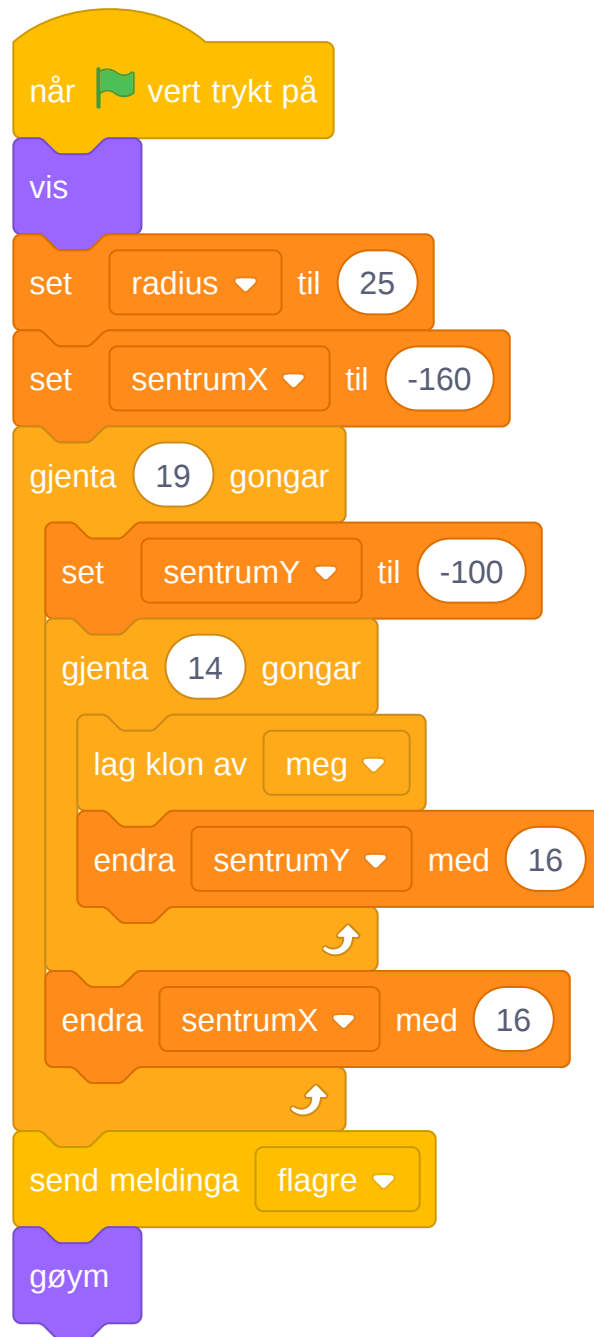 når vert trykt på
vis
set radius til 25
set sentrumX til -160
gjenta 19 gongar
set sentrumY til -100
gjenta 14 gongar
lag klon av meg
endra sentrumY med 16
endra sentrumX med 16
send meldinga flagre
gøym